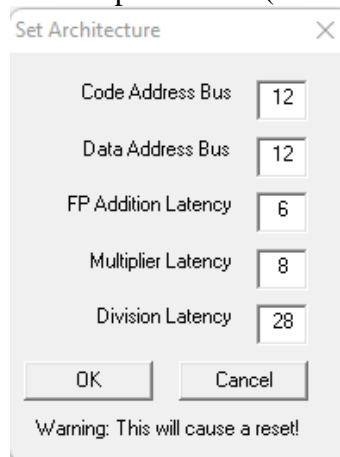 Set Architecture
Code Address Bus 12
Data Address Bus 12
FP Addition Latency 6
Multiplier Latency 8
Division Latency 28
OK Cancel
Warning: This will cause a reset!